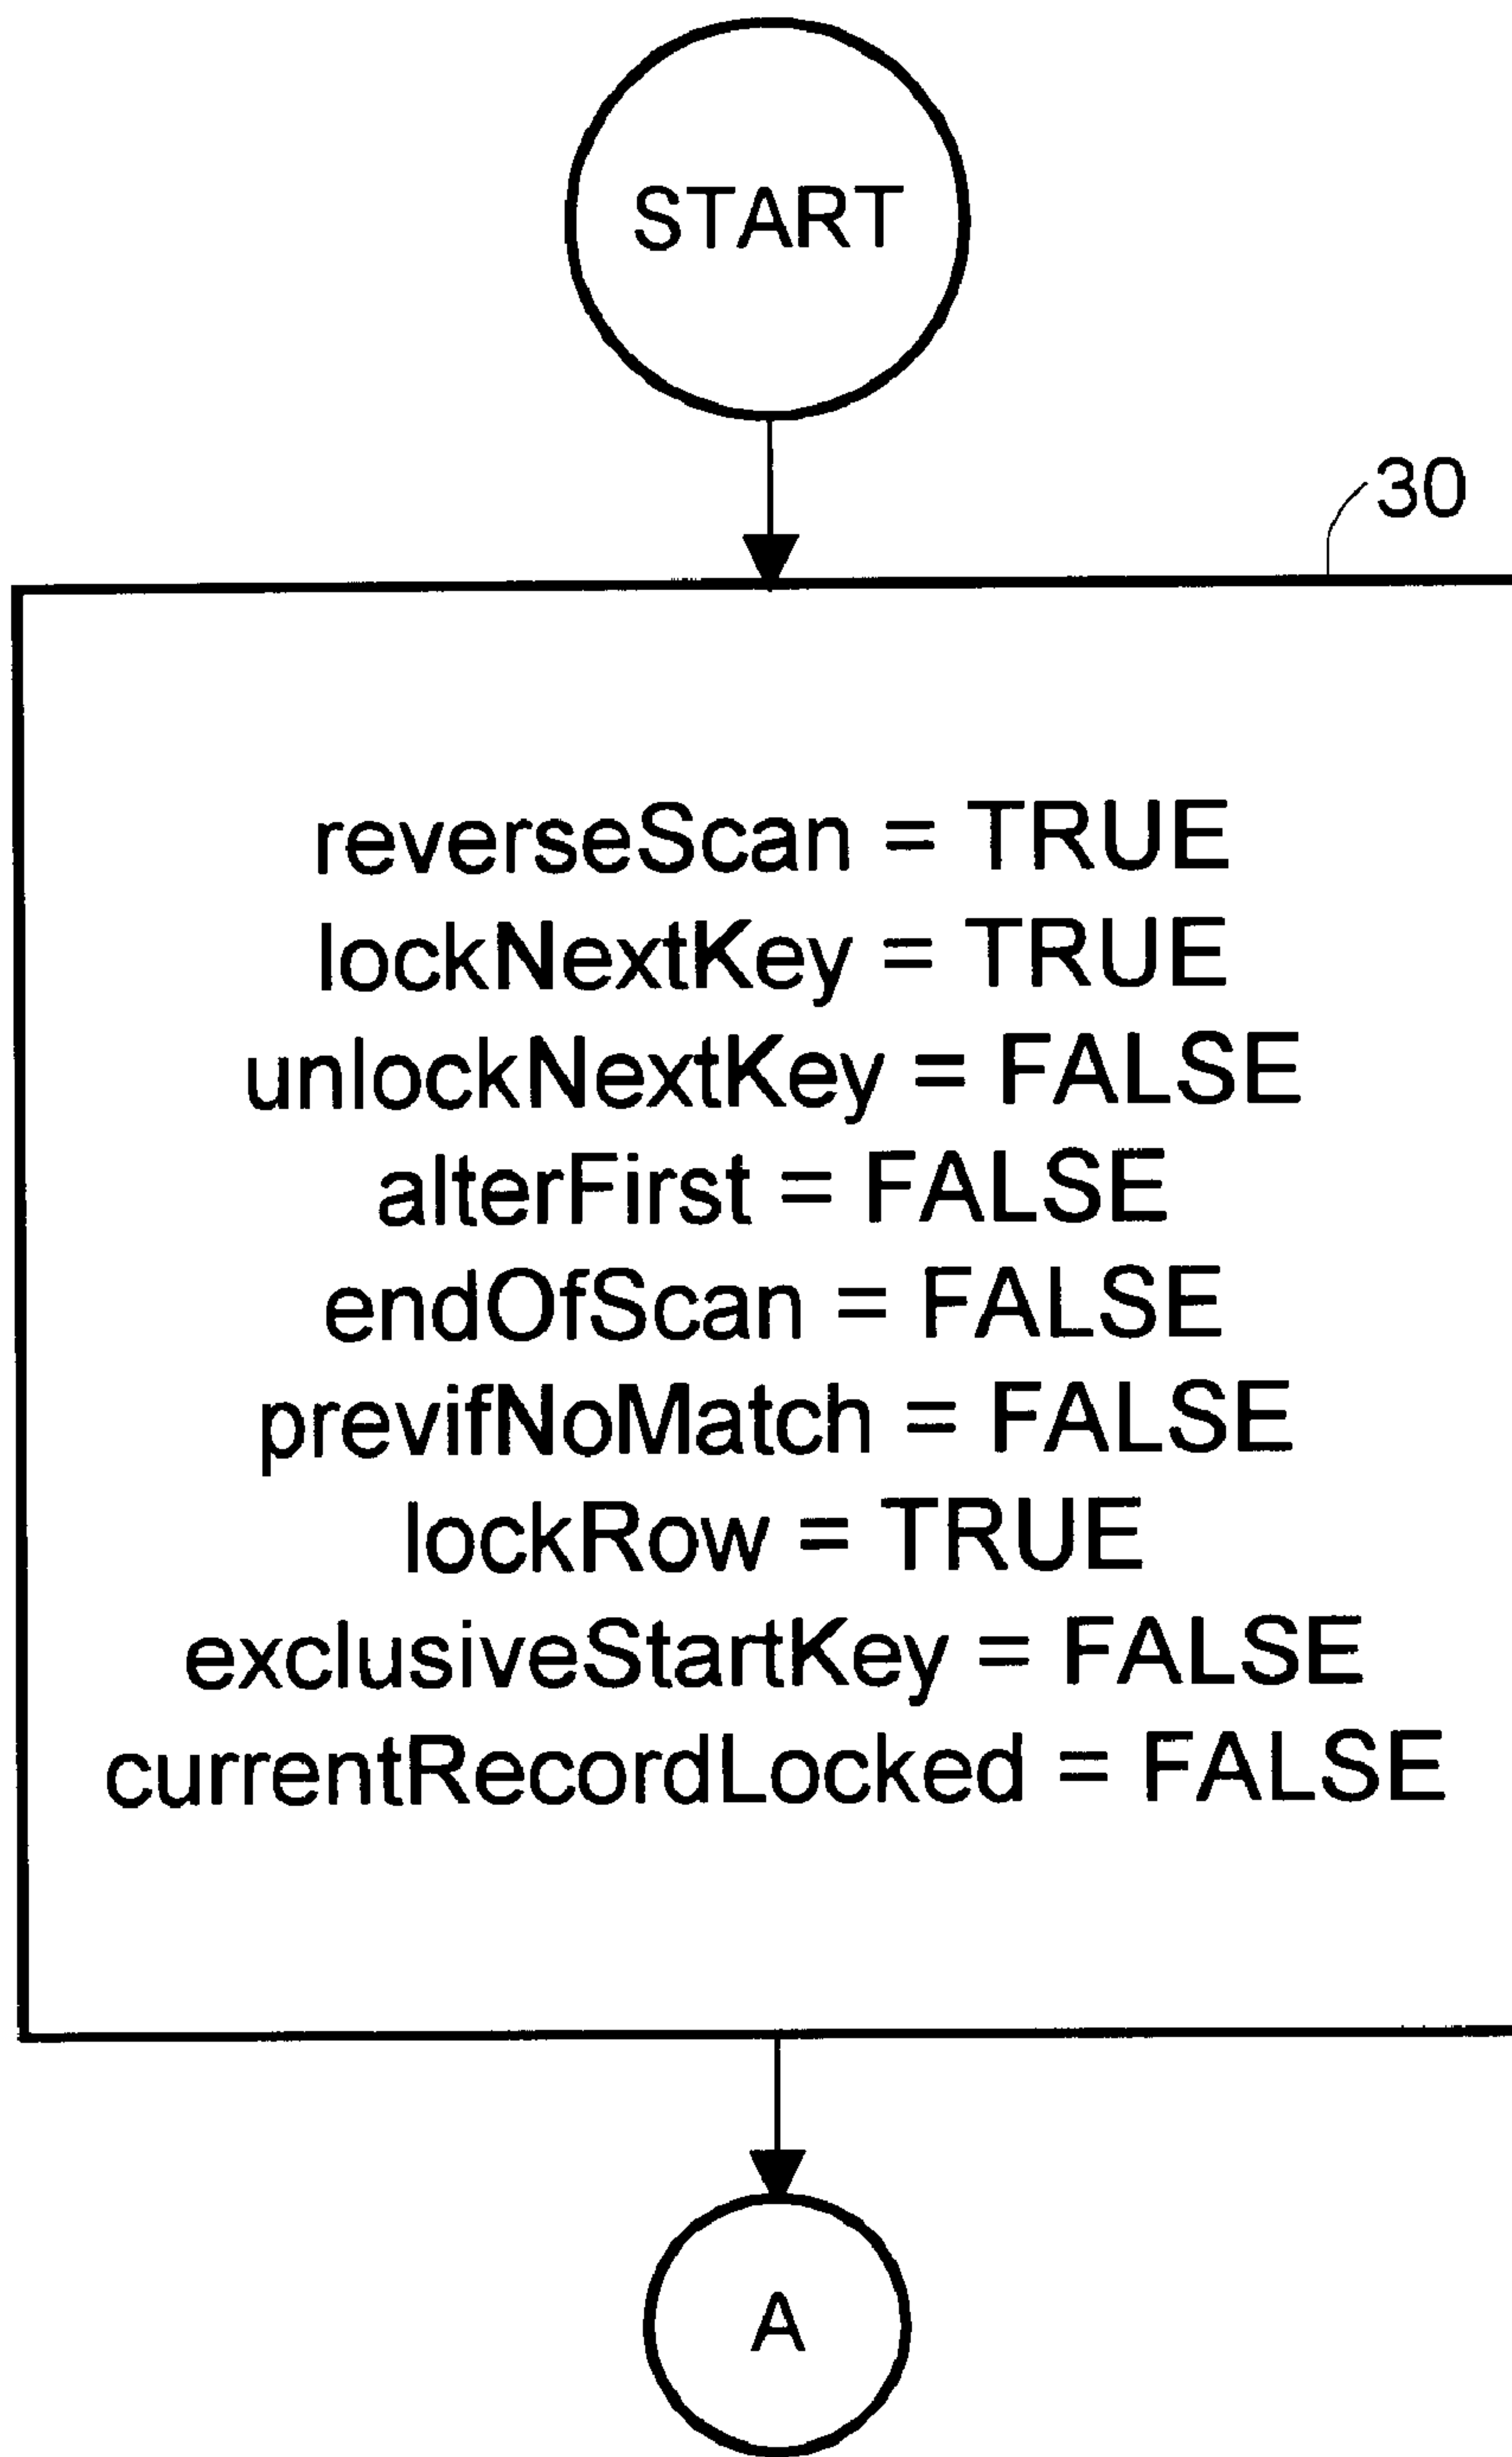 START
30
reverseScan = TRUE
lockNextKey = TRUE
unlockNextKey = FALSE
alterFirst = FALSE
endOfScan = FALSE
previfNoMatch = FALSE
lockRow = TRUE
exclusiveStartKey = FALSE
currentRecordLocked = FALSE
A